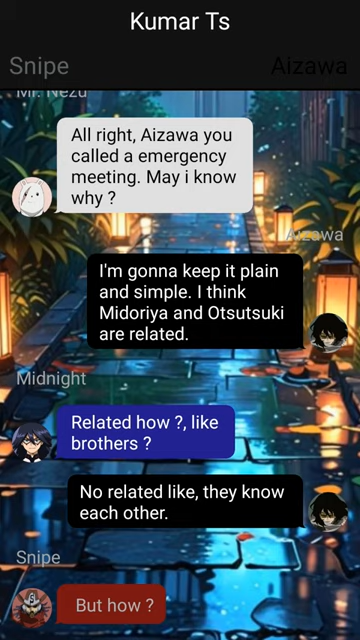 Kumar Ts
Snipe
Aizawa
Mr. Nezu
All right, Aizawa you
called a emergency
meeting. May i know
why ?
Aizawa
I'm gonna keep it plain
and simple. I think
Midoriya and Otsutsuki
are related.
Midnight
Related how ?, like
brothers ?
No related like, they know
each other.
Snipe
But how ?